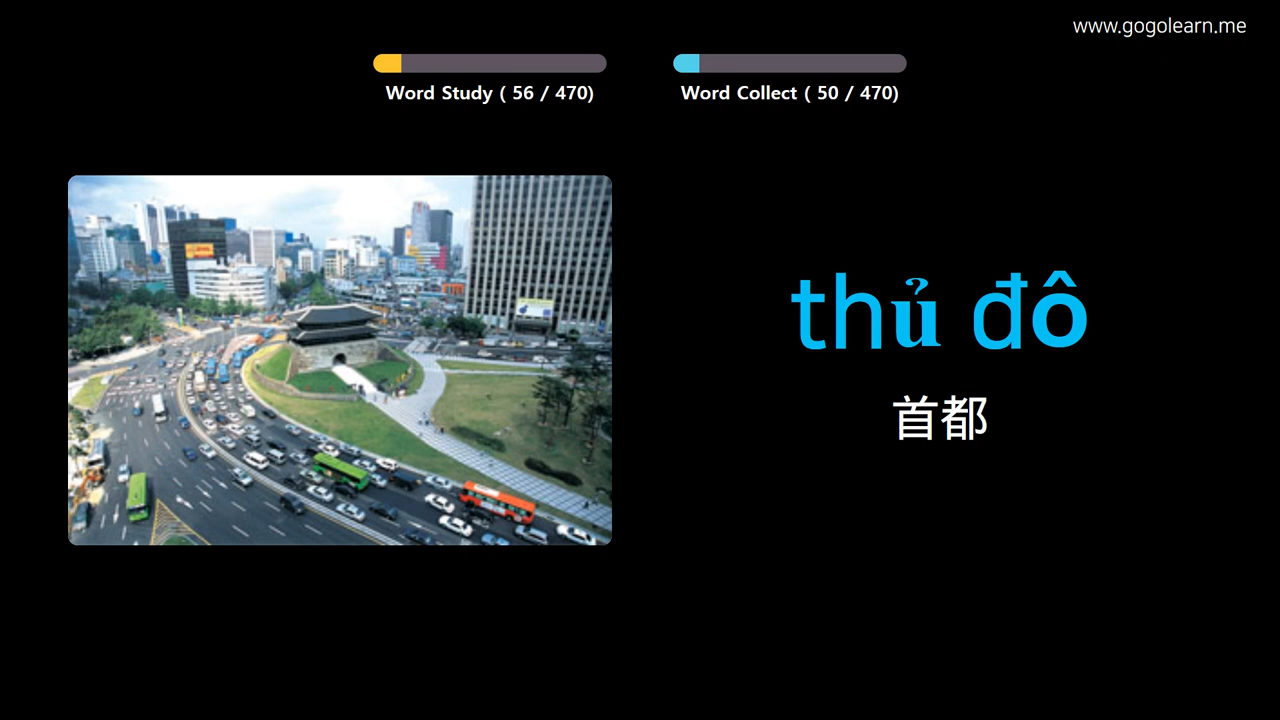 www.gogolearn.me
Word Study ( 56 / 470)
Word Collect ( 50 / 470)
thủ đô
首都